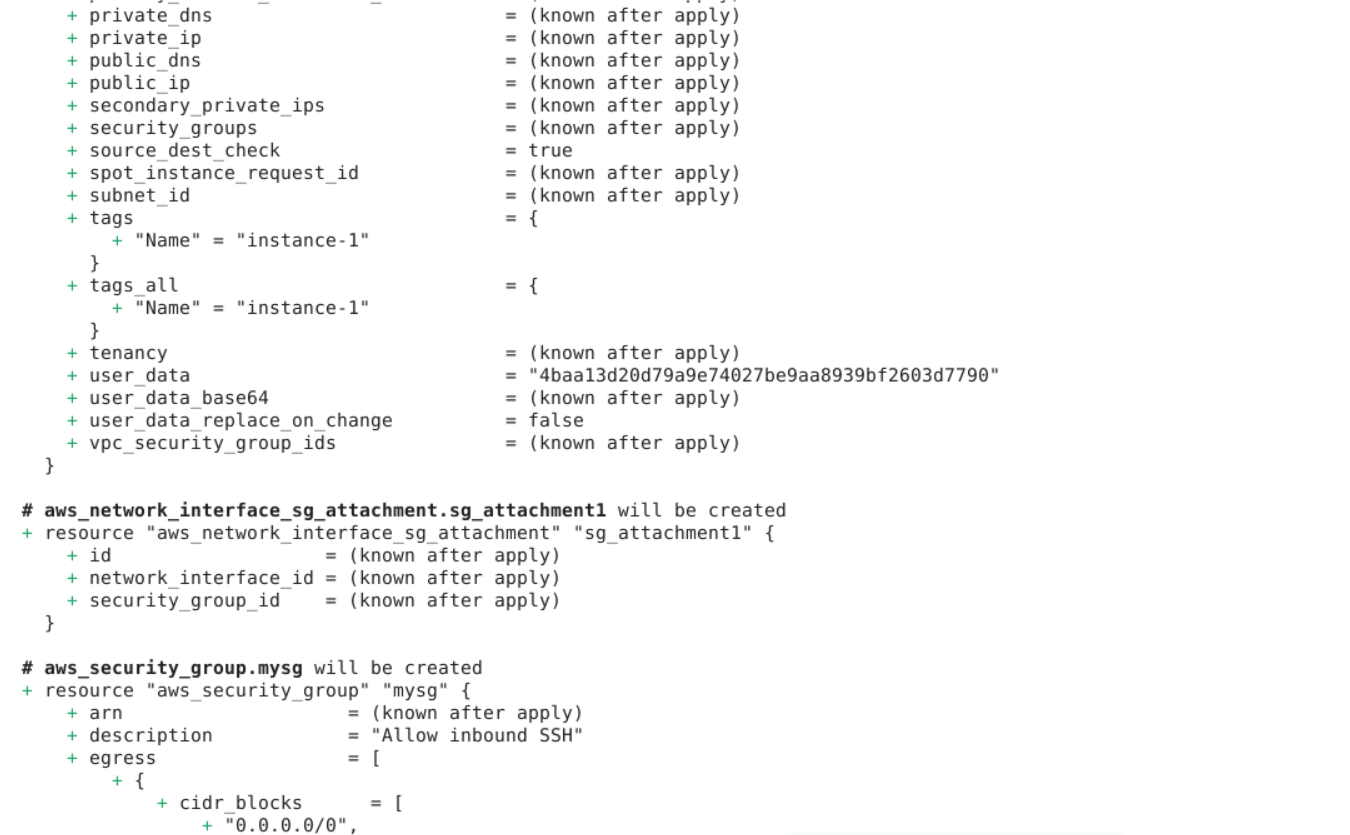 + private_dns = (known after apply)
+ private_ip = (known after apply)
+ public_dns = (known after apply)
+ public_ip = (known after apply)
+ secondary_private_ips = (known after apply)
+ security_groups = (known after apply)
+ source_dest_check = true
+ spot_instance_request_id = (known after apply)
+ subnet_id = (known after apply)
+ tags = {
+ "Name" = "instance-1"
}
+ tags_all = {
+ "Name" = "instance-1"
}
+ tenancy = (known after apply)
+ user_data = "4baa13d20d79a9e74027be9aa8939bf2603d7790"
+ user_data_base64 = (known after apply)
+ user_data_replace_on_change = false
+ vpc_security_group_ids = (known after apply)
}
# aws_network_interface_sg_attachment.sg_attachment1 will be created
+ resource "aws_network_interface_sg_attachment" "sg_attachment1" {
+ id = (known after apply)
+ network_interface_id = (known after apply)
+ security_group_id = (known after apply)
}
# aws_security_group.mysg will be created
+ resource "aws_security_group" "mysg" {
+ arn = (known after apply)
+ description = "Allow inbound SSH"
+ egress = [
+ {
+ cidr_blocks = [
+ "0.0.0.0/0",